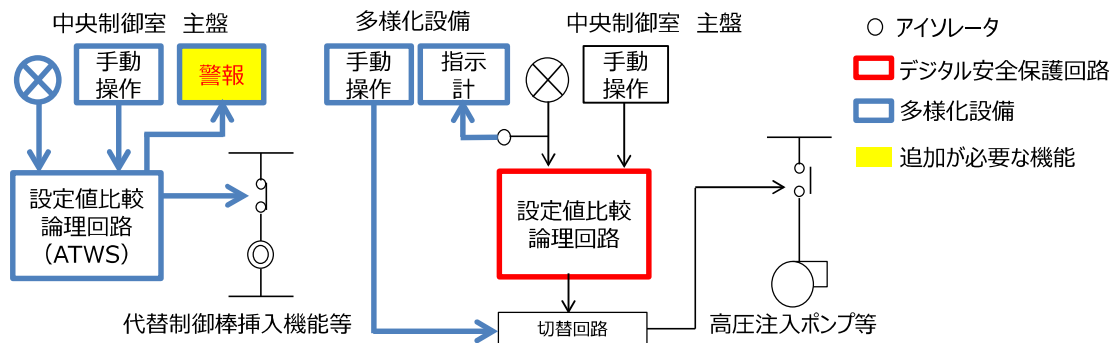 中央制御室 主盤
手動
操作
警報
設定値比較
論理回路
（ATWS）
代替制御棒挿入機能等
多様化設備
手動
操作
指示
計
中央制御室 主盤
手動
操作
設定値比較
論理回路
切替回路
高圧注入ポンプ等
アイソレータ
デジタル安全保護回路
多様化設備
追加が必要な機能